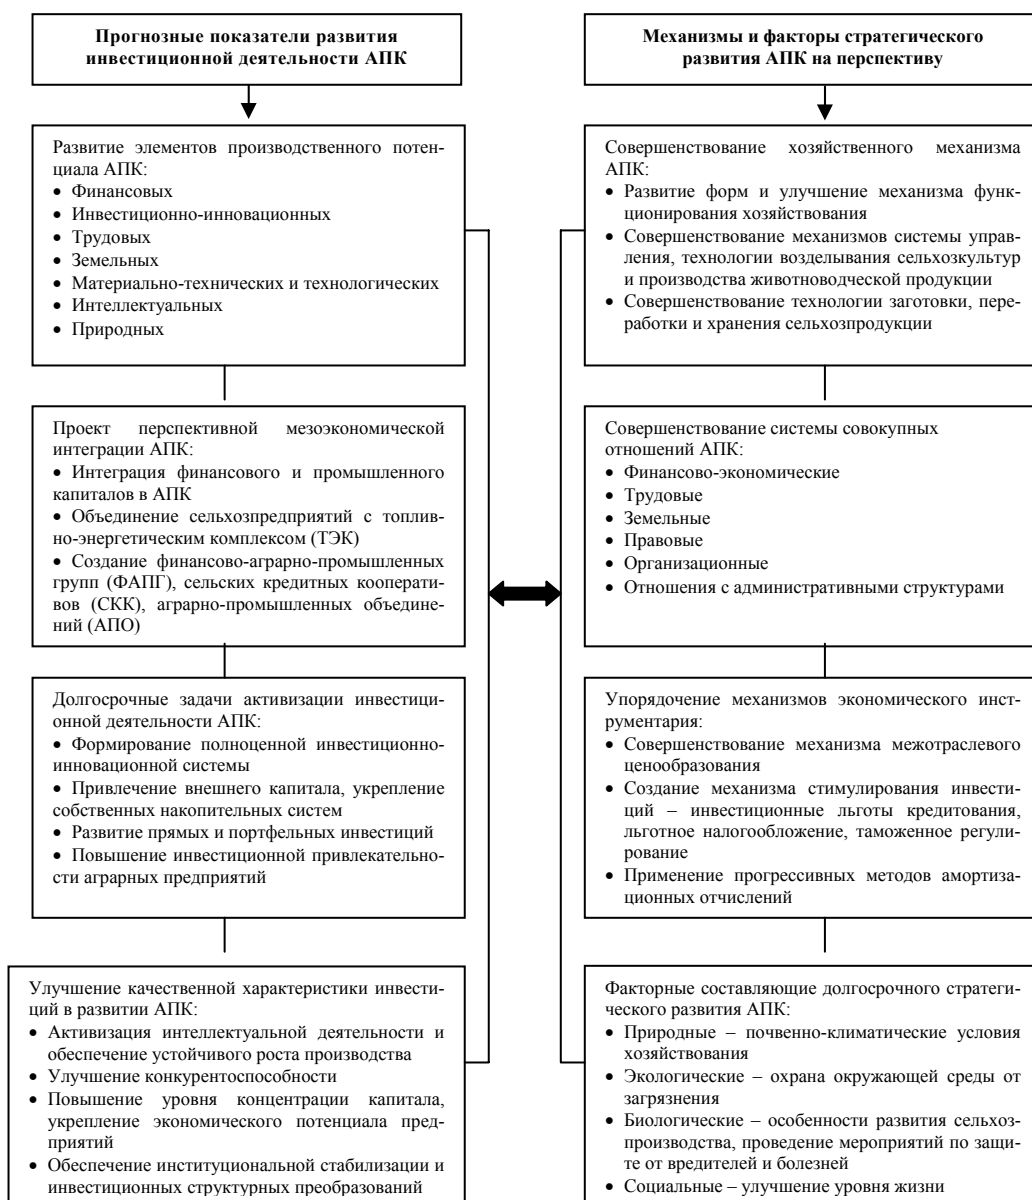 Прогнозные показатели развития
инвестиционной деятельности АПК
Развитие элементов производственного потен-
циала АПК:
• Финансовых
• Инвестиционно-инновационных
• Трудовых
• Земельных
• Материально-технических и технологических
• Интеллектуальных
• Природных
Проект перспективной мезоэкономической
интеграции АПК:
• Интеграция финансового и промышленного
капиталов в АПК
• Объединение сельхозпредприятий с топлив-
но-энергетическим комплексом (ТЭК)
• Создание финансово-аграрно-промышленных
групп (ФАПГ), сельских кредитных кооперати-
вов (СКК), аграрно-промышленных объедине-
ний (АПО)
Долгосрочные задачи активизации инвестици-
онной деятельности АПК:
• Формирование полноценной инвестиционно-
инновационной системы
• Привлечение внешнего капитала, укрепление
собственных накопительных систем
• Развитие прямых и портфельных инвестиций
• Повышение инвестиционной привлекательно-
сти аграрных предприятий
Улучшение качественной характеристики инвести-
ций в развитии АПК:
• Активизация интеллектуальной деятельности и
обеспечение устойчивого роста производства
• Улучшение конкурентоспособности
• Повышение уровня концентрации капитала,
укрепление экономического потенциала пред-
приятий
• Обеспечение институциональной стабилизации и
инвестиционных структурных преобразований
Механизмы и факторы стратегического
развития АПК на перспективу
Совершенствование хозяйственного механизма
АПК:
• Развитие форм и улучшение механизма функ-
ционирования хозяйствования
• Совершенствование механизмов системы управ-
ления, технологии возделывания сельхозкультур
и производства животноводческой продукции
• Совершенствование технологии заготовки, пере-
работки и хранения сельхозпродукции
Совершенствование системы совокупных
отношений АПК:
• Финансово-экономические
• Трудовые
• Земельные
• Правовые
• Организационные
• Отношения с административными структурами
Упорядочение механизмов экономического инст-
рументария:
• Совершенствование механизма межотраслевого
ценообразования
• Создание механизма стимулирования инвести-
ций – инвестиционные льготы кредитования,
льготное налогообложение, таможенное регули-
рование
• Применение прогрессивных методов амортиза-
ционных отчислений
Факторные составляющие долгосрочного стратеги-
ческого развития АПК:
• Природные – почвенно-климатические условия
хозяйствования
• Экологические – охрана окружающей среды от
загрязнения
• Биологические – особенности развития сельхоз-
производства, проведение мероприятий по защи-
те от вредителей и болезней
• Социальные – улучшение уровня жизни